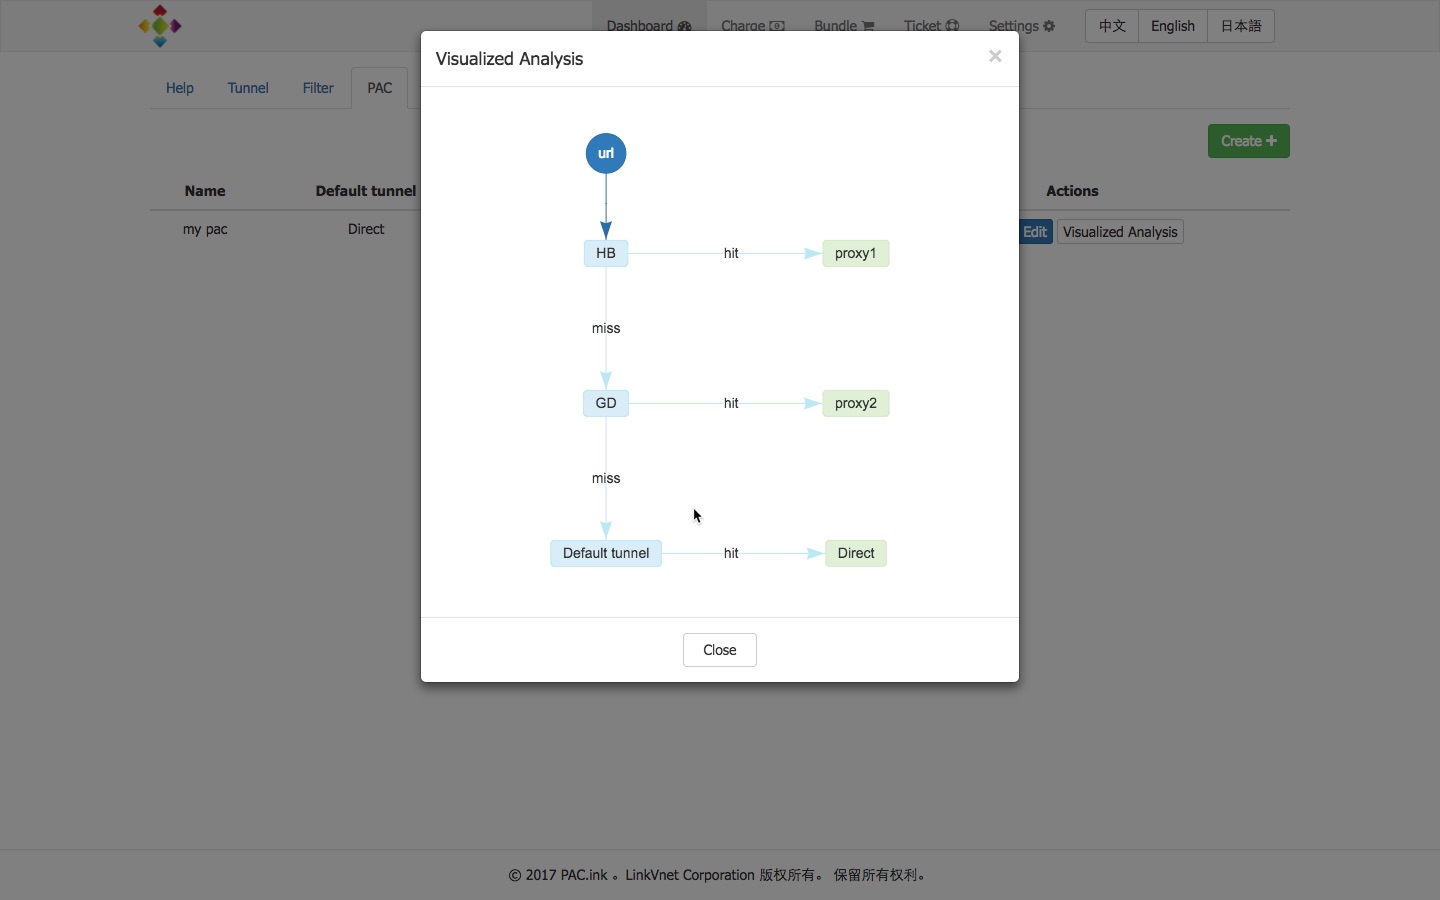 Dashboard Charge Bundle Ticket Settings 中文 English 日本語
Visualized Analysis ×
Help Tunnel Filter PAC
Create
Name Default tunnel Actions
my pac Direct Edit Visualized Analysis
url
HB hit proxy1
miss
GD hit proxy2
miss
Default tunnel hit Direct
Close
© 2017 PAC.ink 。LinkVnet Corporation 版权所有。 保留所有权利。